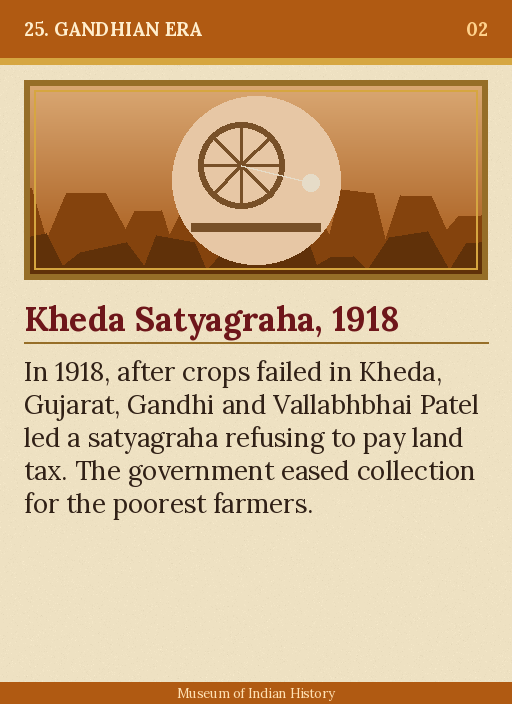 25. GANDHIAN ERA
02
Kheda Satyagraha, 1918
In 1918, after crops failed in Kheda,
Gujarat, Gandhi and Vallabhbhai Patel
led a satyagraha refusing to pay land
tax. The government eased collection
for the poorest farmers.
Museum of Indian History